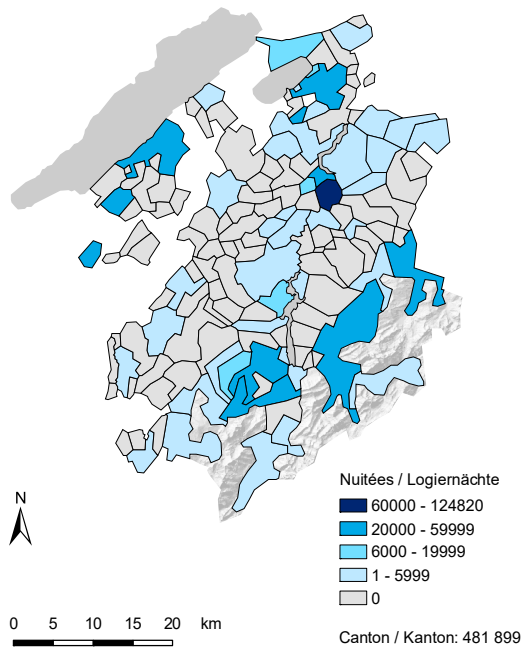 Nuitées / Logiernächte
60000 - 124820
20000 - 59999
6000 - 19999
1 - 5999
0
N
0 5 10 15 20 km
Canton / Kanton: 481 899